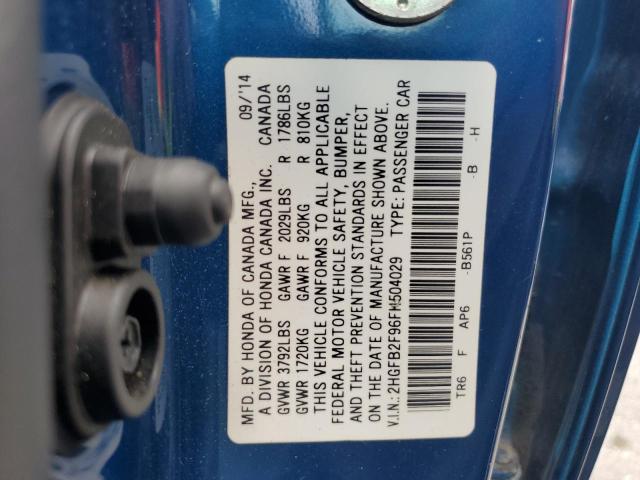 MFD. BY HONDA OF CANADA MFG., 09/'14
A DIVISION OF HONDA CANADA INC. CANADA
GVWR 3792LBS GAWR F 2029LBS R 1786LBS
GVWR 1720KG GAWR F 920KG R 810KG
THIS VEHICLE CONFORMS TO ALL APPLICABLE
FEDERAL MOTOR VEHICLE SAFETY, BUMPER,
AND THEFT PREVENTION STANDARDS IN EFFECT
ON THE DATE OF MANUFACTURE SHOWN ABOVE.
V.I.N.: 2HGFB2F96FH504029 TYPE: PASSENGER CAR
TR6 F AP6 -B561P -B -H